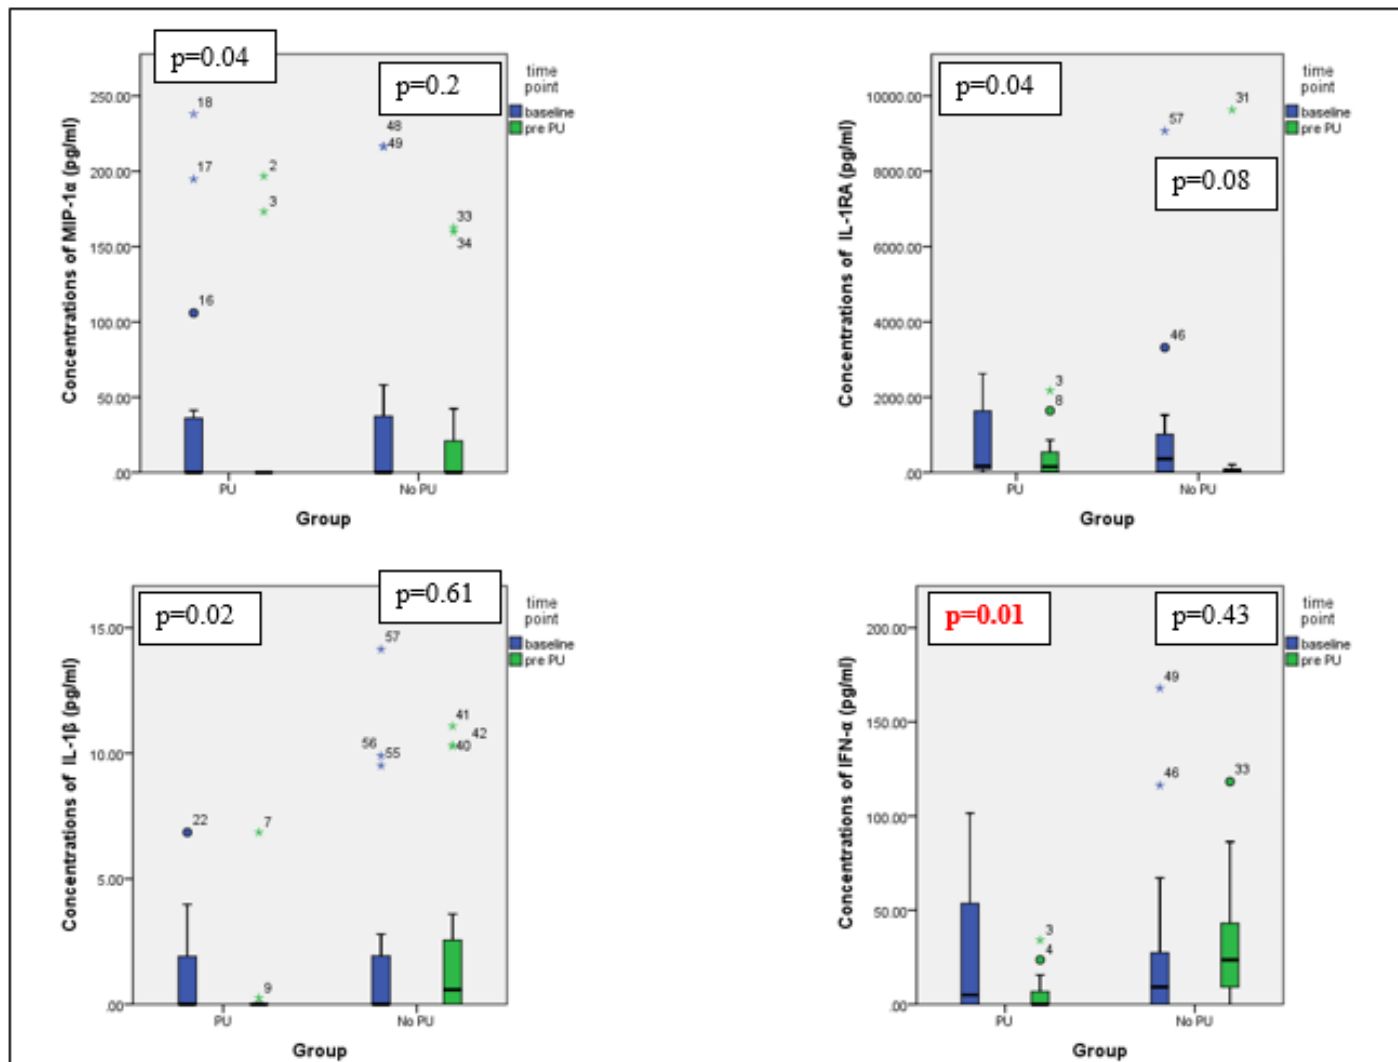 p=0.04
p=0.2
time
point
baseline
pre PU
Concentrations of MIP-1α (pg/ml)
250.00
200.00
150.00
100.00
50.00
.00
18
17
16
2
3
48
49
33
34
PU
No PU
Group
p=0.04
p=0.08
time
point
baseline
pre PU
Concentrations of IL-1RA (pg/ml)
10000.00
8000.00
6000.00
4000.00
2000.00
.00
3
8
57
46
31
PU
No PU
Group
p=0.02
p=0.61
time
point
baseline
pre PU
Concentrations of IL-1β (pg/ml)
15.00
10.00
5.00
.00
22
7
9
57
56
55
41
42
40
PU
No PU
Group
p=0.01
p=0.43
time
point
baseline
pre PU
Concentrations of IFN-α (pg/ml)
200.00
150.00
100.00
50.00
.00
3
4
49
46
33
PU
No PU
Group